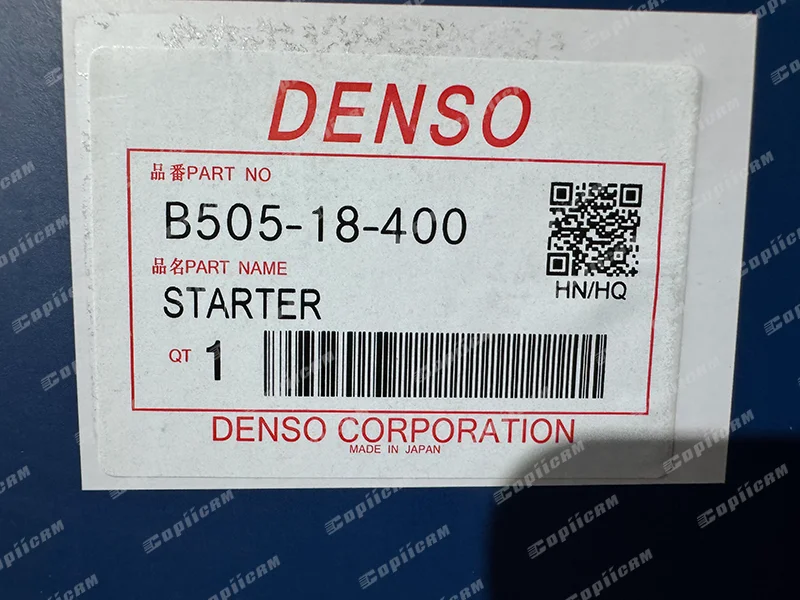 DENSO
品番PART NO
B505-18-400
HN/HQ
品名PART NAME
STARTER
QT 1
DENSO CORPORATION
MADE IN JAPAN
Copiicam